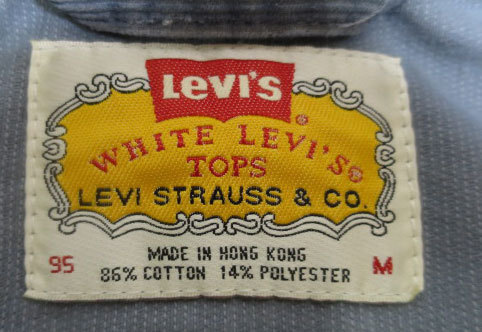 Levi's ®
WHITE LEVI'S®
TOPS
LEVI STRAUSS & CO.
MADE IN HONG KONG
95 86% COTTON 14% POLYESTER M